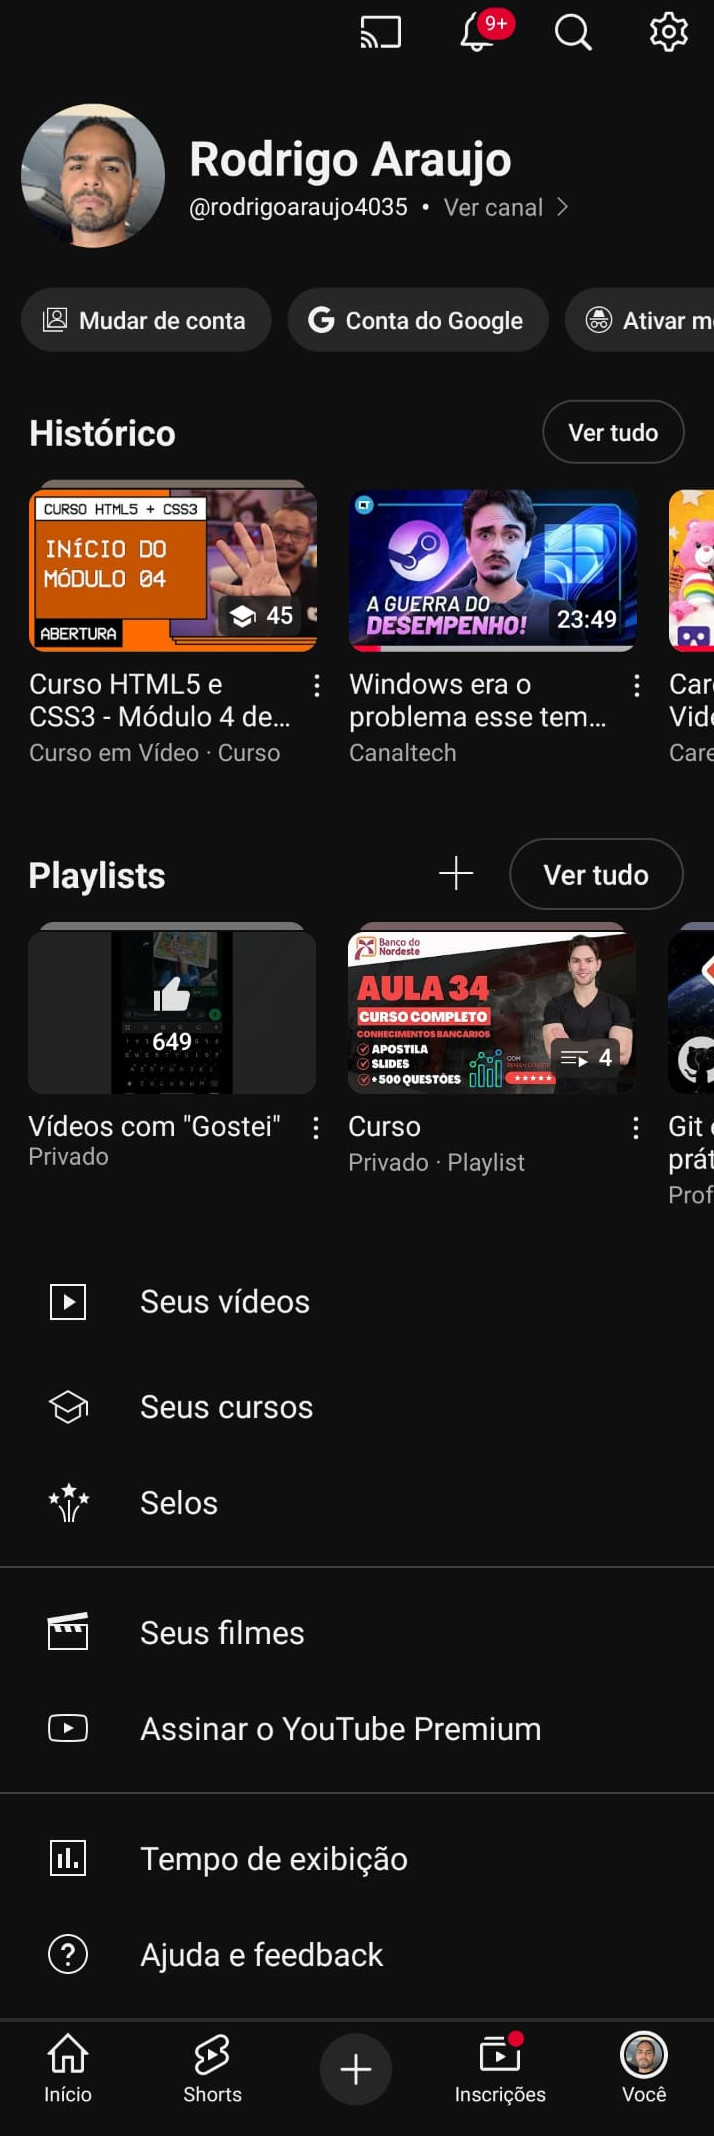 9+
Rodrigo Araujo
@rodrigoaraujo4035 • Ver canal
Mudar de conta
Conta do Google
Ativar m
Histórico
Ver tudo
CURSO HTML5 + CSS3
INÍCIO DO
MÓDULO 04
ABERTURA
45
A GUERRA DO
DESEMPENHO!
23:49
Curso HTML5 e
CSS3 - Módulo 4 de...
Curso em Vídeo · Curso
Windows era o
problema esse tem...
Canaltech
Car
Vide
Care
Playlists
Ver tudo
649
Banco do
Nordeste
AULA 34
CURSO COMPLETO
CONHECIMENTOS BANCÁRIOS
APOSTILA
SLIDES
+500 QUESTÕES
COM
4
Vídeos com "Gostei"
Privado
Curso
Privado · Playlist
Git
prát
Prof
Seus vídeos
Seus cursos
Selos
Seus filmes
Assinar o YouTube Premium
Tempo de exibição
Ajuda e feedback
Início
Shorts
Inscrições
Você